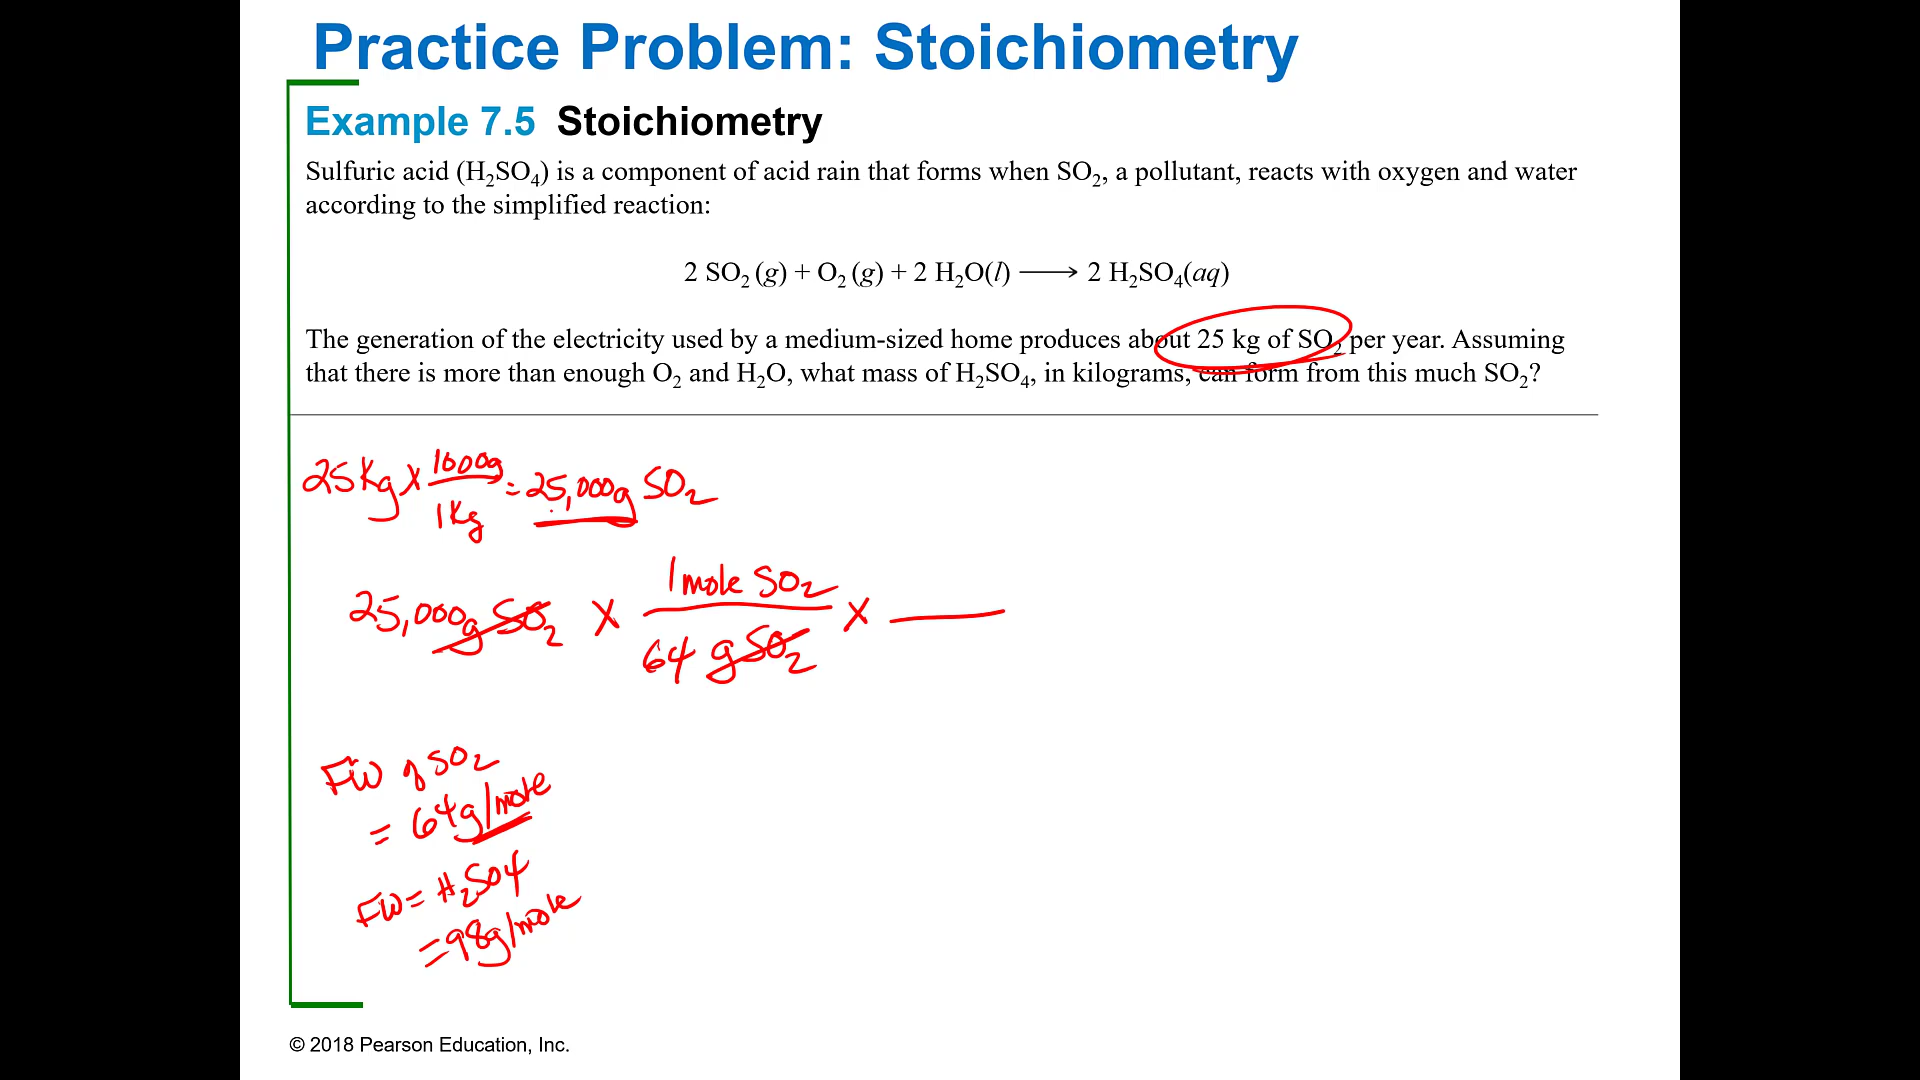 Practice Problem: Stoichiometry
Example 7.5 Stoichiometry
Sulfuric acid (H₂SO₄) is a component of acid rain that forms when SO₂, a pollutant, reacts with oxygen and water
according to the simplified reaction:
2 SO₂ (g) + O₂ (g) + 2 H₂O(l) ⟶ 2 H₂SO₄(aq)
The generation of the electricity used by a medium-sized home produces about 25 kg of SO₂ per year. Assuming
that there is more than enough O₂ and H₂O, what mass of H₂SO₄, in kilograms, can form from this much SO₂?
25Kg x 1000g/1Kg = 25,000g SO₂
25,000g SO₂ x 1 mole SO₂/64 g SO₂ x
FW of SO₂
= 64g/mole
FW = H₂SO4
= 98g/mole
© 2018 Pearson Education, Inc.